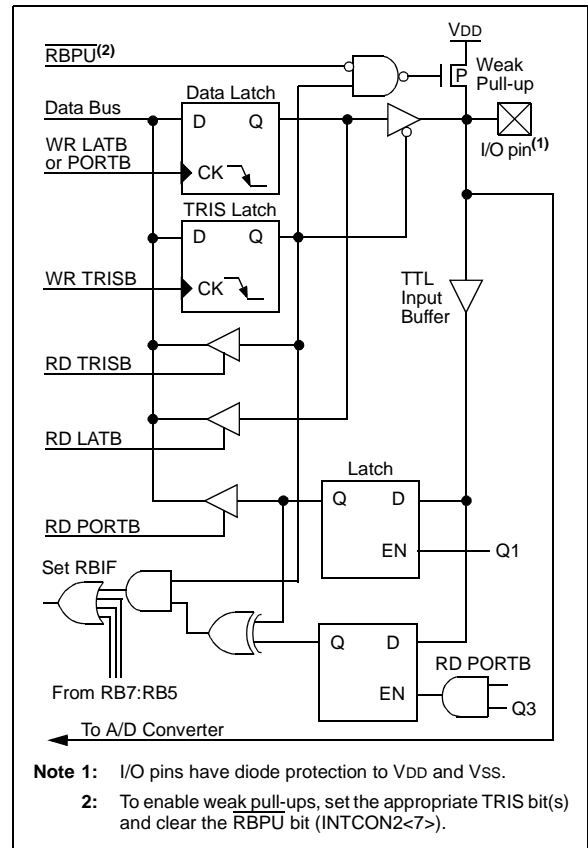 VDD
RBPU(2)
Weak
Pull-up
P
Data Bus
Data Latch
D Q
I/O pin(1)
WR LATB
or PORTB
CK
TRIS Latch
D Q
WR TRISB
CK
TTL
Input
Buffer
RD TRISB
RD LATB
Latch
Q D
RD PORTB
EN
Q1
Set RBIF
Q D
RD PORTB
EN
Q3
From RB7:RB5
To A/D Converter
Note 1: I/O pins have diode protection to VDD and VSS.
2: To enable weak pull-ups, set the appropriate TRIS bit(s)
and clear the RBPU bit (INTCON2<7>).